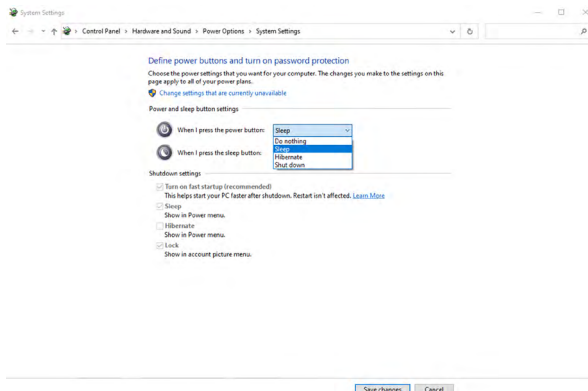 System Settings
Control Panel > Hardware and Sound > Power Options > System Settings
Define power buttons and turn on password protection
Choose the power settings that you want for your computer. The changes you make to the settings on this
page apply to all of your power plans.
Change settings that are currently unavailable
Power and sleep button settings
When I press the power button: Sleep
Do nothing
Sleep
When I press the sleep button: Hibernate
Shut down
Shutdown settings
Turn on fast startup (recommended)
This helps start your PC faster after shutdown. Restart isn't affected. Learn More
Sleep
Show in Power menu.
Hibernate
Show in Power menu.
Lock
Show in account picture menu.
Save changes Cancel